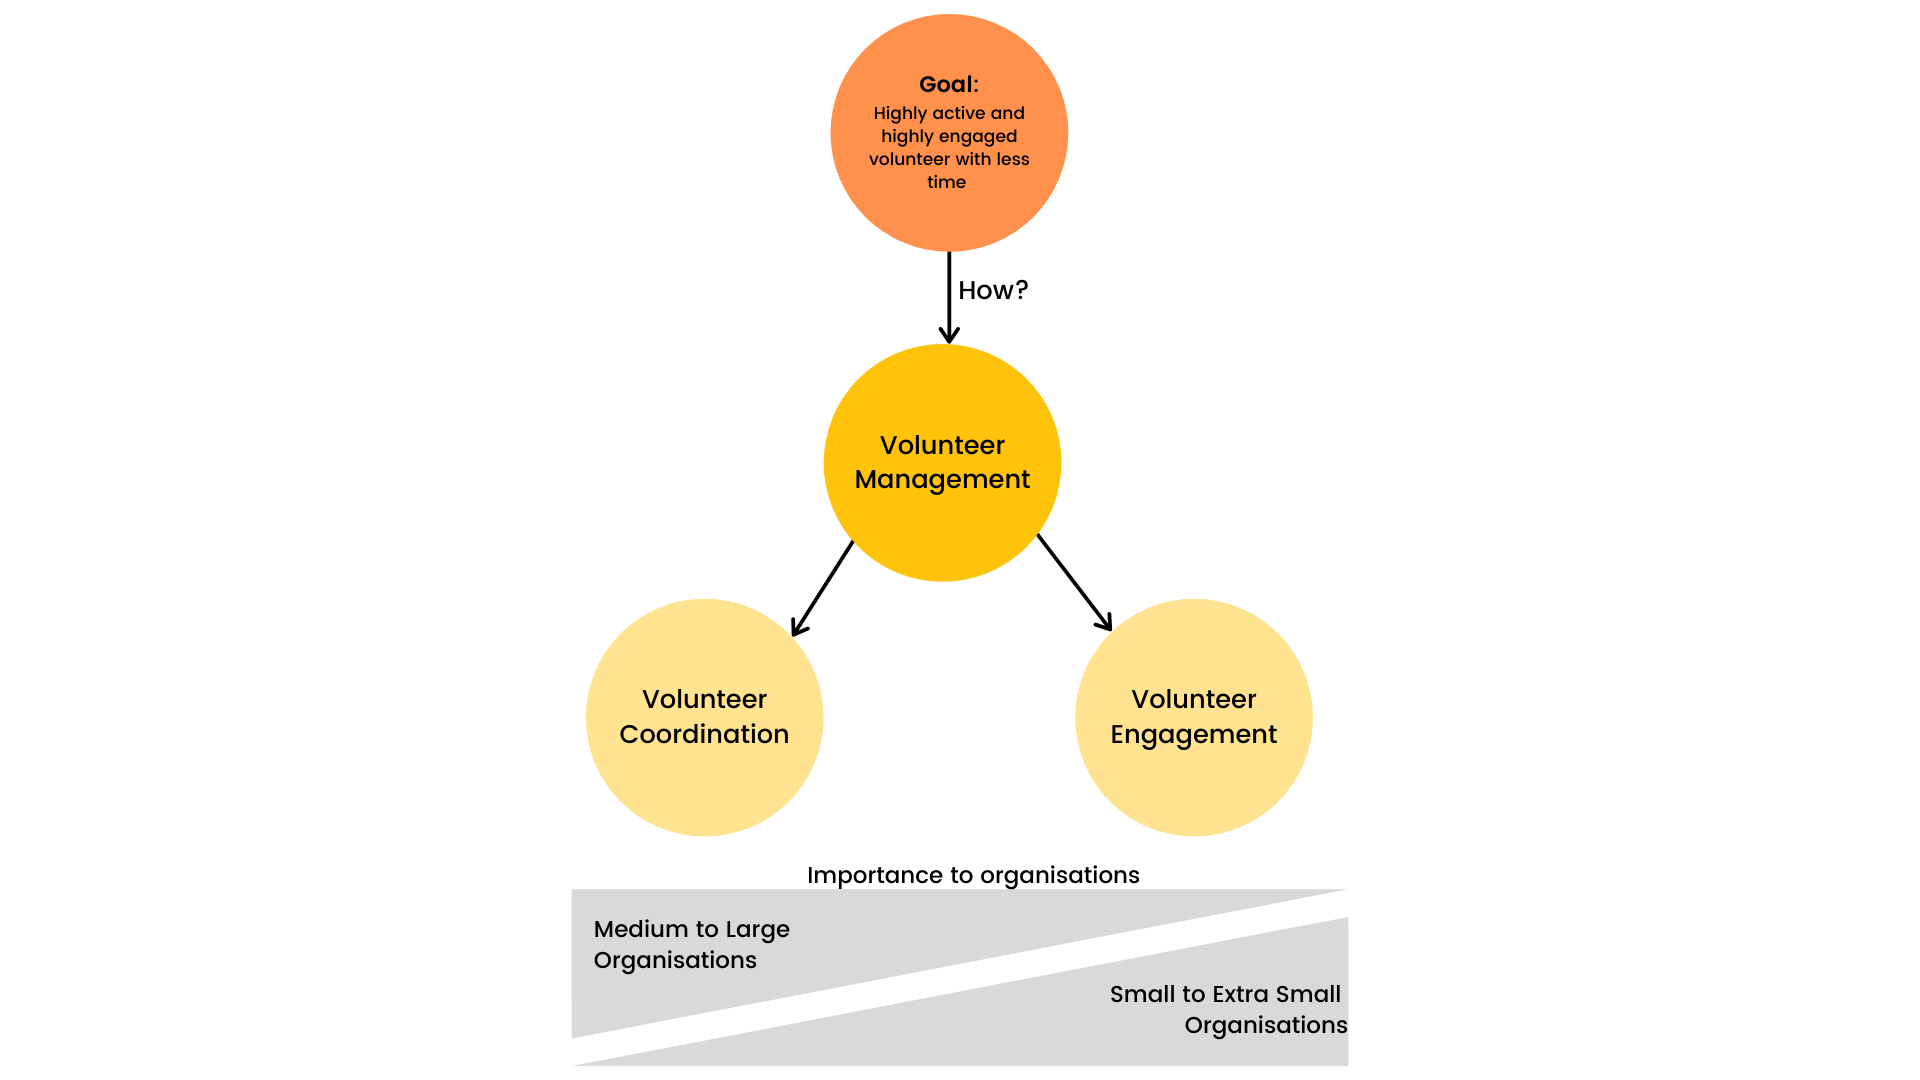 Goal:
Highly active and
highly engaged
volunteer with less
time
How?
Volunteer
Management
Volunteer
Coordination
Volunteer
Engagement
Importance to organisations
Medium to Large
Organisations
Small to Extra Small
Organisations